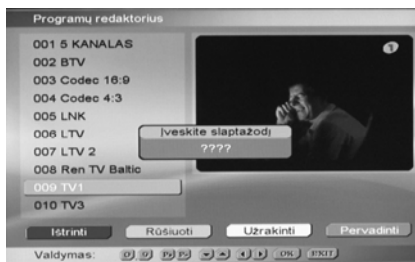 Programų redaktorius
001 5 KANALAS
002 BTV
003 Codec 16:9
004 Codec 4:3
005 LNK
006 LTV
007 LTV 2
008 Ren TV Baltic
009 TV1
010 TV3
Įveskite slaptažodį
????
Ištrinti Rūšiuoti Užrakinti Pervadinti
Valdymas: OK EXIT